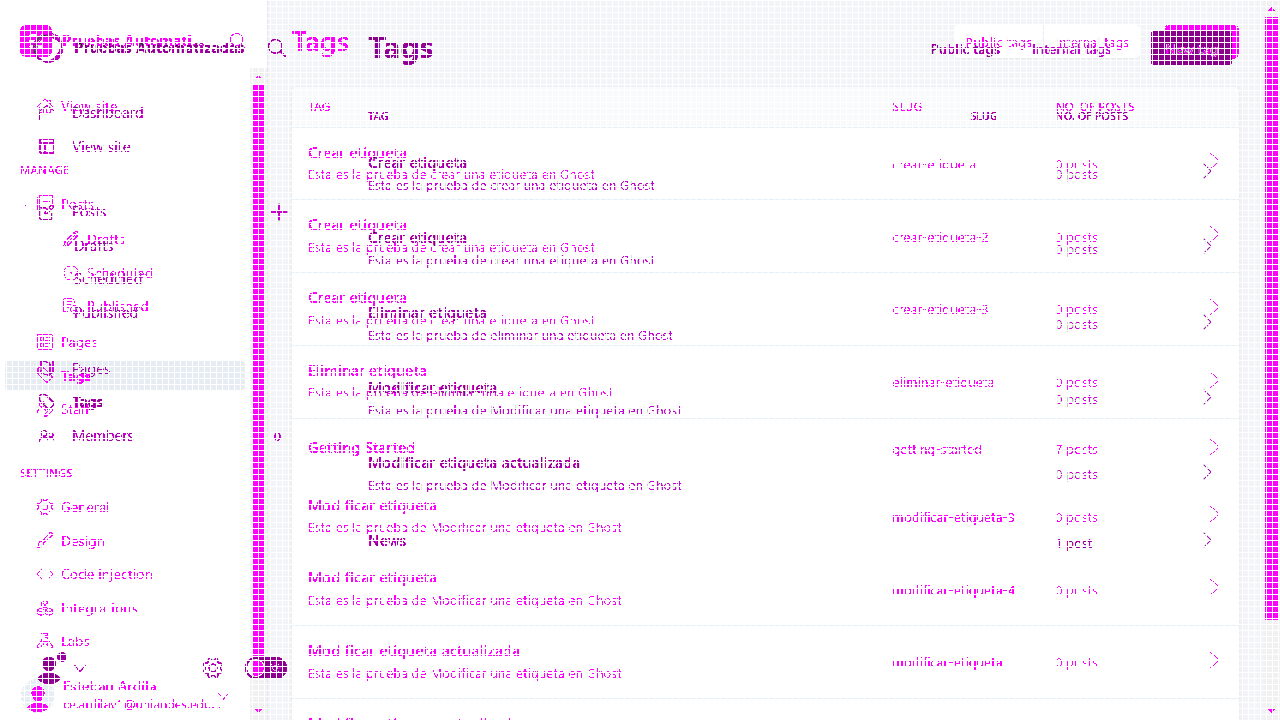 Pruebas Automatizadas
Tags
Tags
Public tags
Internal tags
View site
Dashboard
View site
MANAGE
Posts
Posts
Drafts
Drafts
Scheduled
Scheduled
Published
Published
Pages
Pages
Tags
Tags
Staff
Members
0
SETTINGS
General
Design
Code injection
Integrations
Labs
Esteban Ardila
TAG SLUG NO. OF POSTS
TAG SLUG NO. OF POSTS
Crear etiqueta
Esta es la prueba de Crear una etiqueta en Ghost
crear-etiqueta 0 posts
Crear etiqueta 0 posts
Esta es la prueba de crear una etiqueta en Ghost
Crear etiqueta
Esta es la prueba de Crear una etiqueta en Ghost
crear-etiqueta-2 0 posts
Crear etiqueta 0 posts
Esta es la prueba de crear una etiqueta en Ghost
Crear etiqueta
Esta es la prueba de Crear una etiqueta en Ghost
crear-etiqueta-3 0 posts
Eliminar etiqueta 0 posts
Esta es la prueba de eliminar una etiqueta en Ghost
Eliminar etiqueta
Esta es la prueba de Eliminar una etiqueta en Ghost
eliminar-etiqueta 0 posts
Modificar etiqueta 0 posts
Esta es la prueba de Modificar una etiqueta en Ghost
Getting Started getting-started 7 posts
Modificar etiqueta actualizada 0 posts
Esta es la prueba de Modificar una etiqueta en Ghost
Modificar etiqueta
Esta es la prueba de Modificar una etiqueta en Ghost
modificar-etiqueta-3 0 posts
News 1 post
Modificar etiqueta
Esta es la prueba de Modificar una etiqueta en Ghost
modificar-etiqueta-4 0 posts
Modificar etiqueta actualizada
Esta es la prueba de Modificar una etiqueta en Ghost
modificar-etiqueta 0 posts